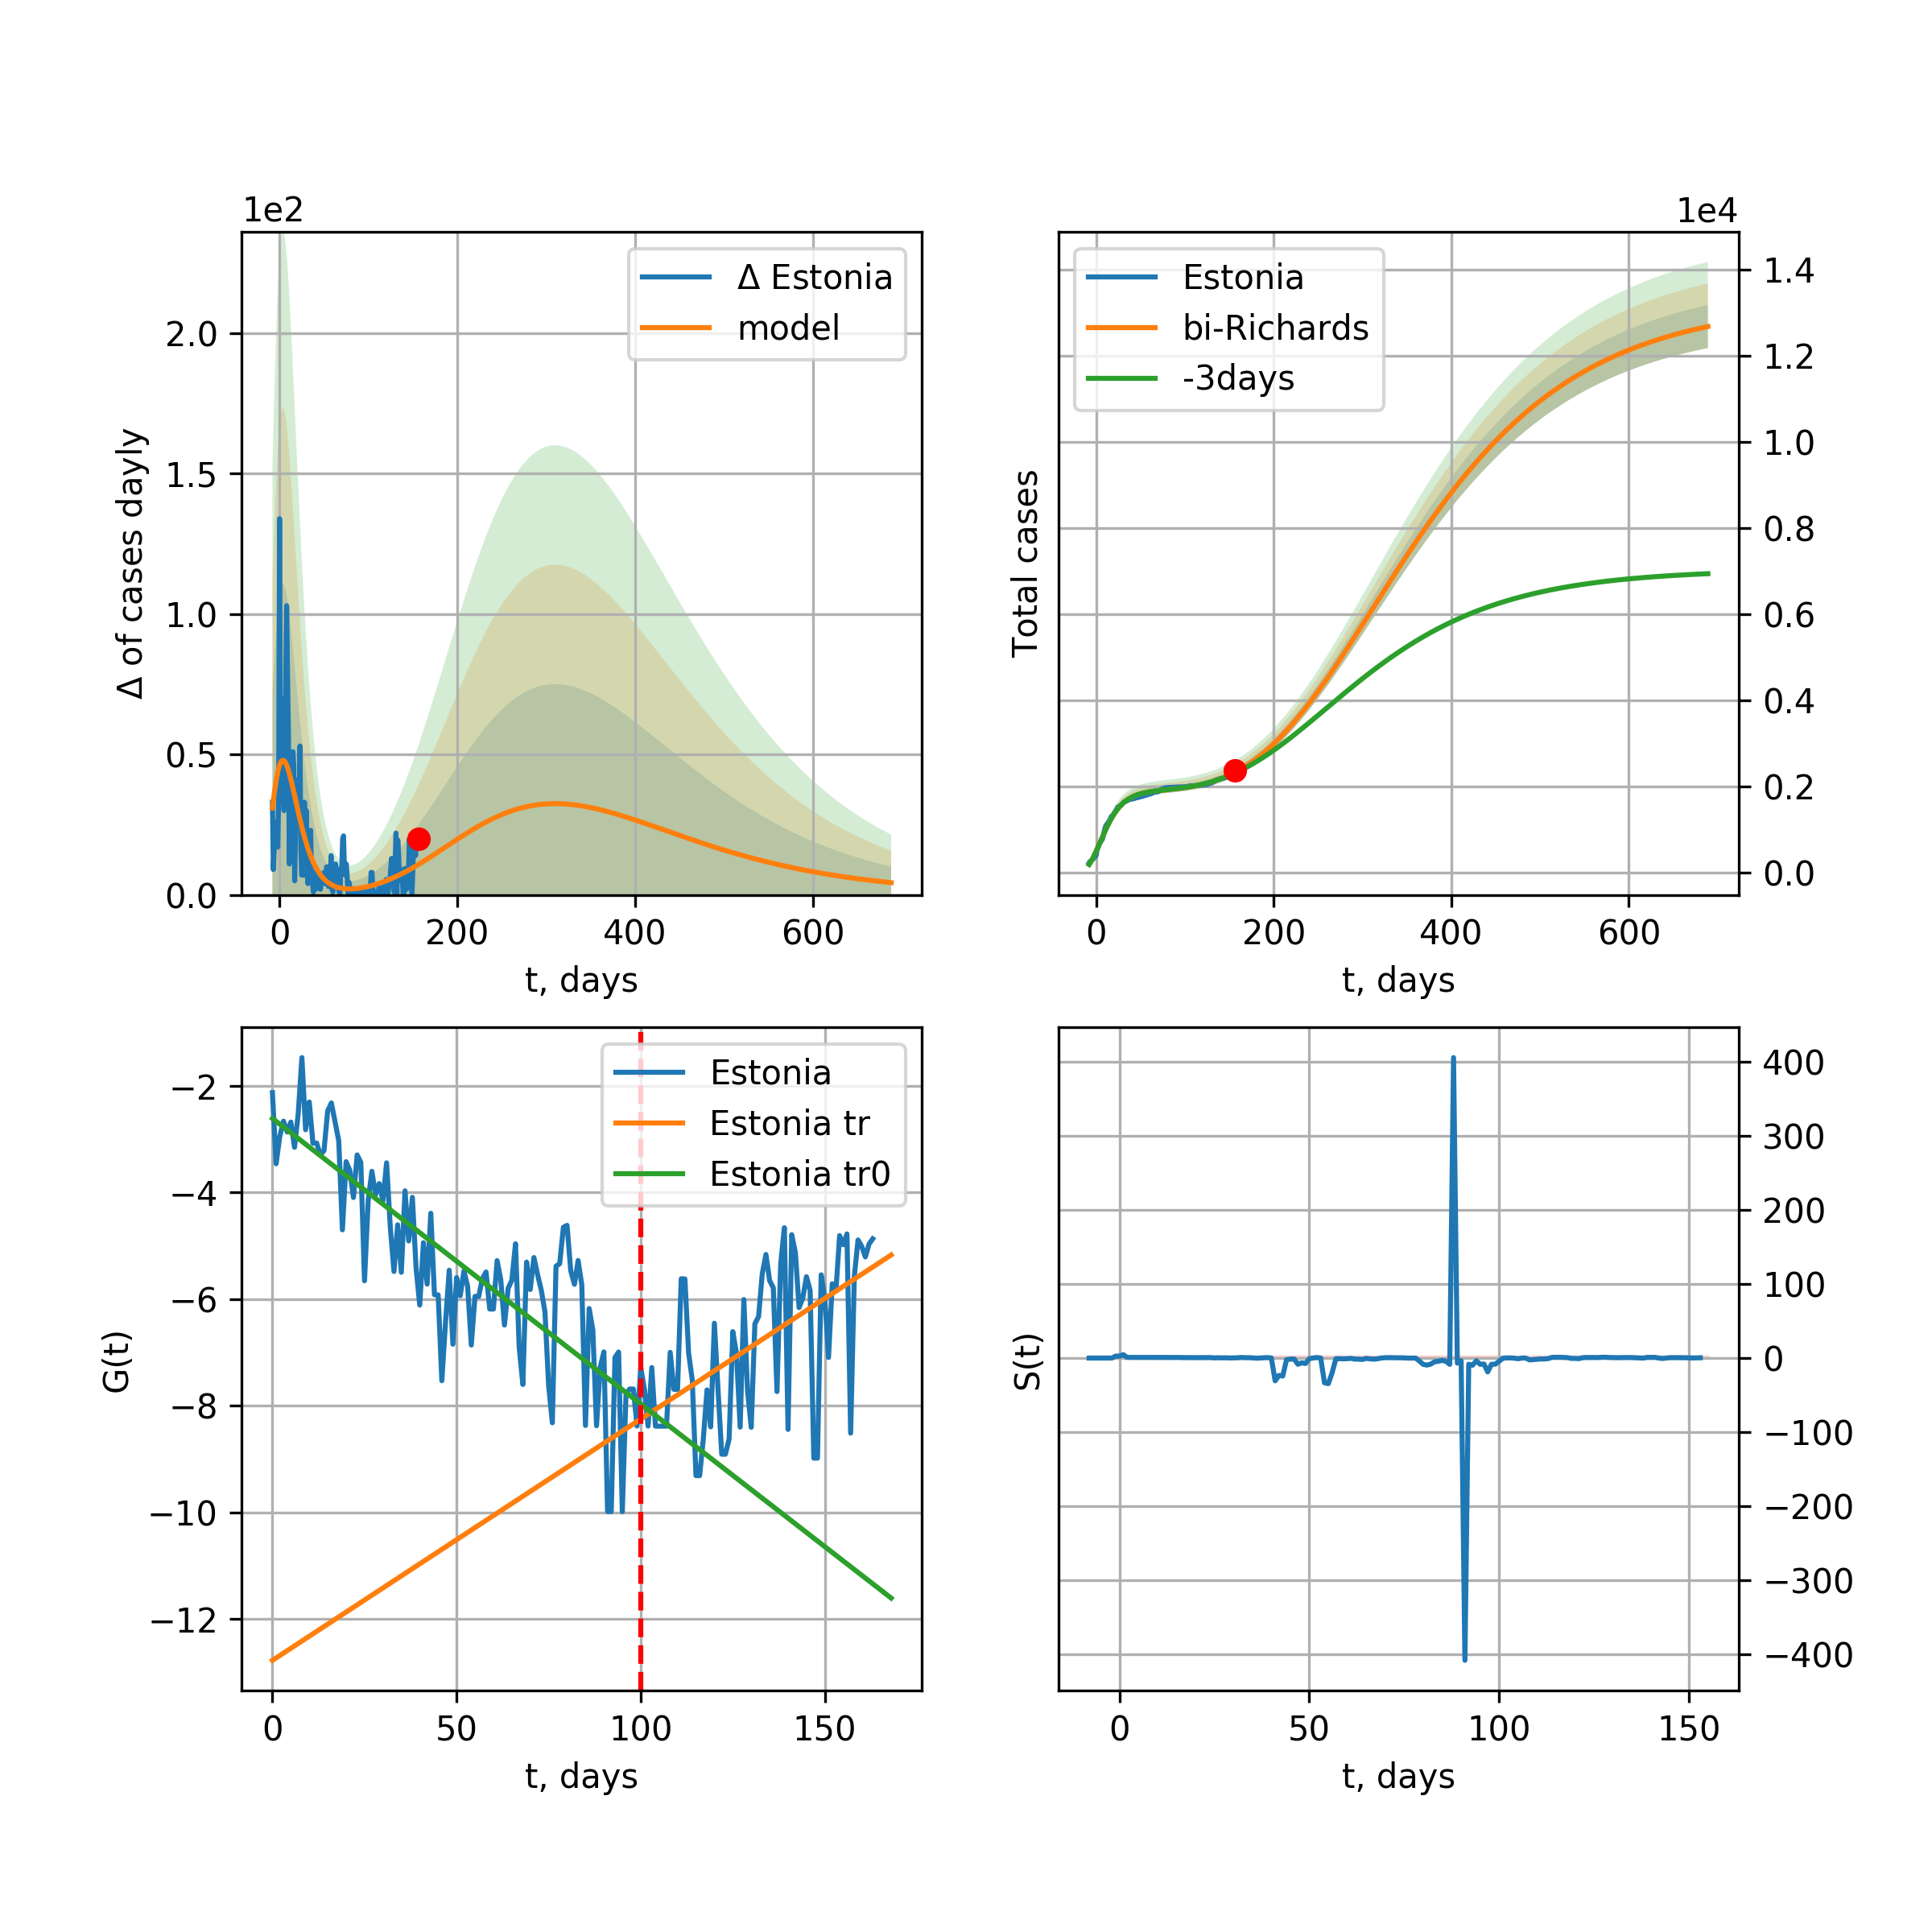 1e2
Δ of cases dayly
2.0
1.5
1.0
0.5
0.0
Δ Estonia
model
0 200 400 600
t, days
1e4
Total cases
Estonia
bi-Richards
-3days
1.4
1.2
1.0
0.8
0.6
0.4
0.2
0.0
0 200 400 600
t, days
G(t)
−2
−4
−6
−8
−10
−12
Estonia
Estonia tr
Estonia tr0
0 50 100 150
t, days
S(t)
400
300
200
100
0
−100
−200
−300
−400
0 50 100 150
t, days